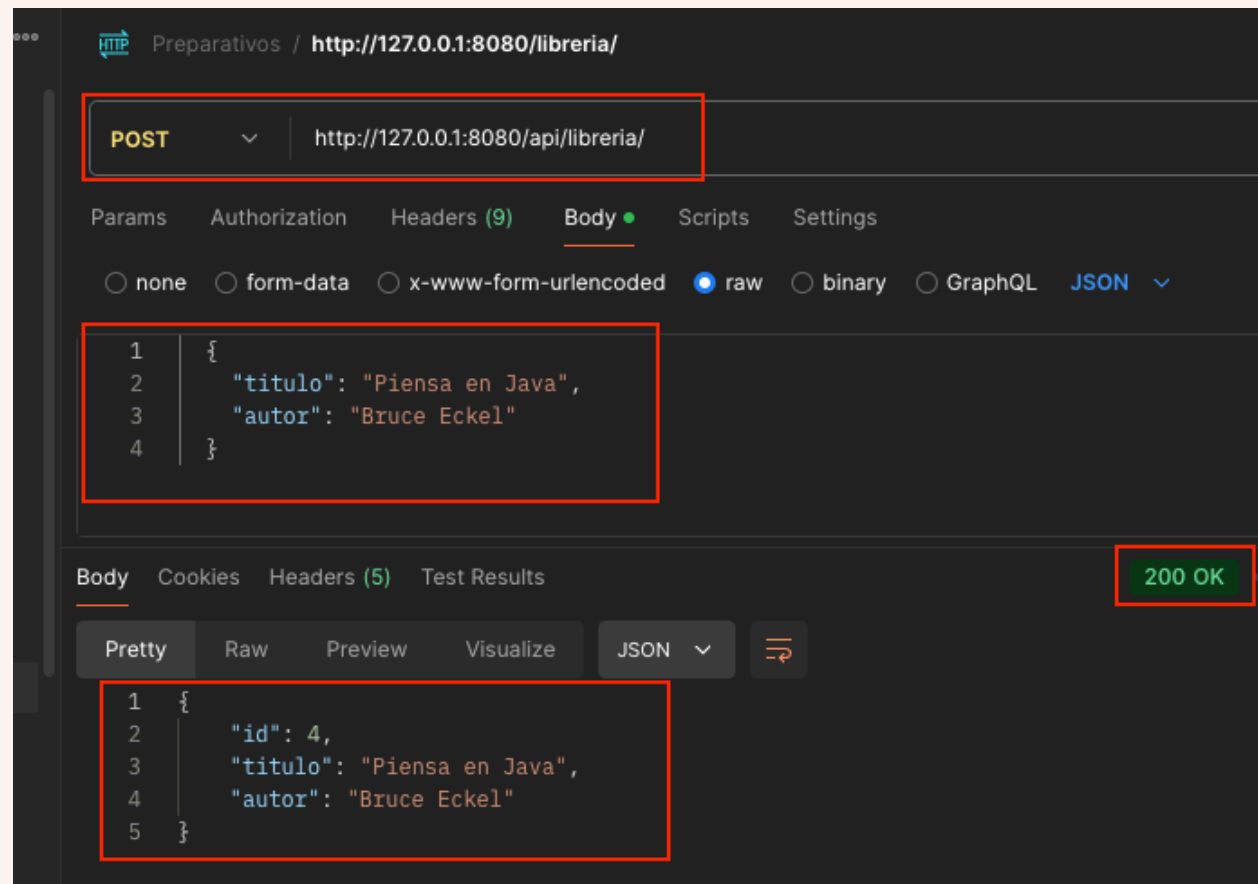 HTTP Preparativos / http://127.0.0.1:8080/libreria/
POST http://127.0.0.1:8080/api/libreria/
Params Authorization Headers (9) Body Scripts Settings
none form-data x-www-form-urlencoded raw binary GraphQL JSON
1 {
2 "titulo": "Piensa en Java",
3 "autor": "Bruce Eckel"
4 }
Body Cookies Headers (5) Test Results 200 OK
Pretty Raw Preview Visualize JSON
1 {
2 "id": 4,
3 "titulo": "Piensa en Java",
4 "autor": "Bruce Eckel"
5 }